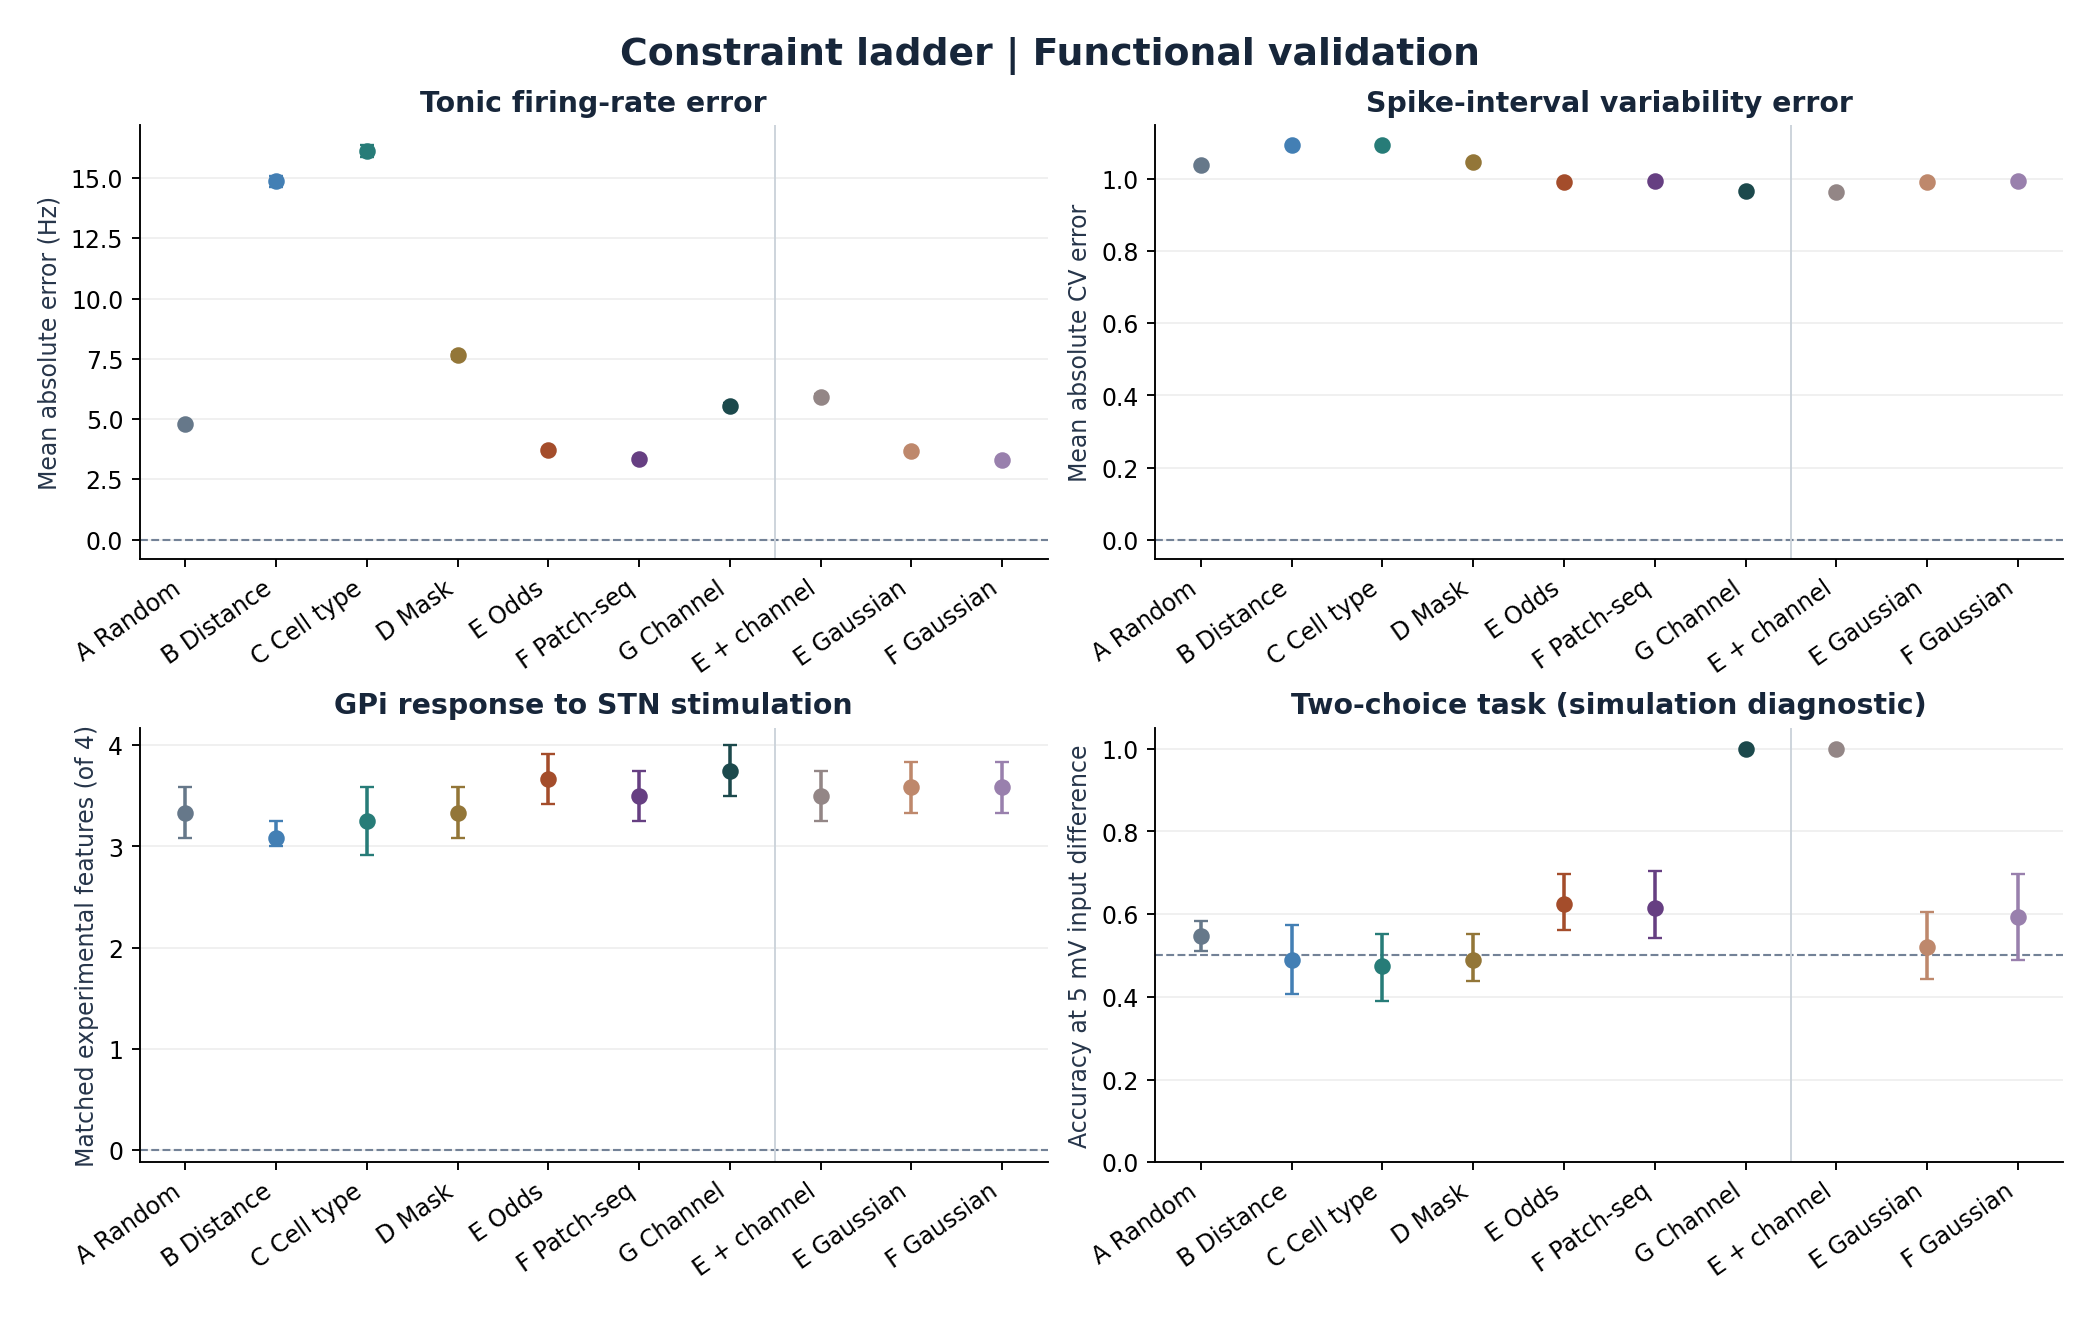 Constraint ladder | Functional validation
Tonic firing-rate error
Mean absolute error (Hz)
15.0
12.5
10.0
7.5
5.0
2.5
0.0
A Random
B Distance
C Cell type
D Mask
E Odds
F Patch-seq
G Channel
E + channel
E Gaussian
F Gaussian
Spike-interval variability error
Mean absolute CV error
1.0
0.8
0.6
0.4
0.2
0.0
A Random
B Distance
C Cell type
D Mask
E Odds
F Patch-seq
G Channel
E + channel
E Gaussian
F Gaussian
GPi response to STN stimulation
Matched experimental features (of 4)
4
3
2
1
0
A Random
B Distance
C Cell type
D Mask
E Odds
F Patch-seq
G Channel
E + channel
E Gaussian
F Gaussian
Two-choice task (simulation diagnostic)
Accuracy at 5 mV input difference
1.0
0.8
0.6
0.4
0.2
0.0
A Random
B Distance
C Cell type
D Mask
E Odds
F Patch-seq
G Channel
E + channel
E Gaussian
F Gaussian